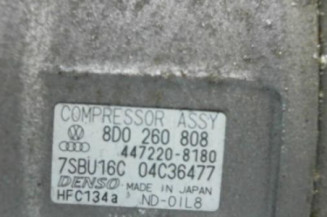 COMPRESSOR ASSY
8D0 260 808
447220-8180
7SBU16C 04C36477
DENSO MADE IN JAPAN
HFC134a ND-OIL8